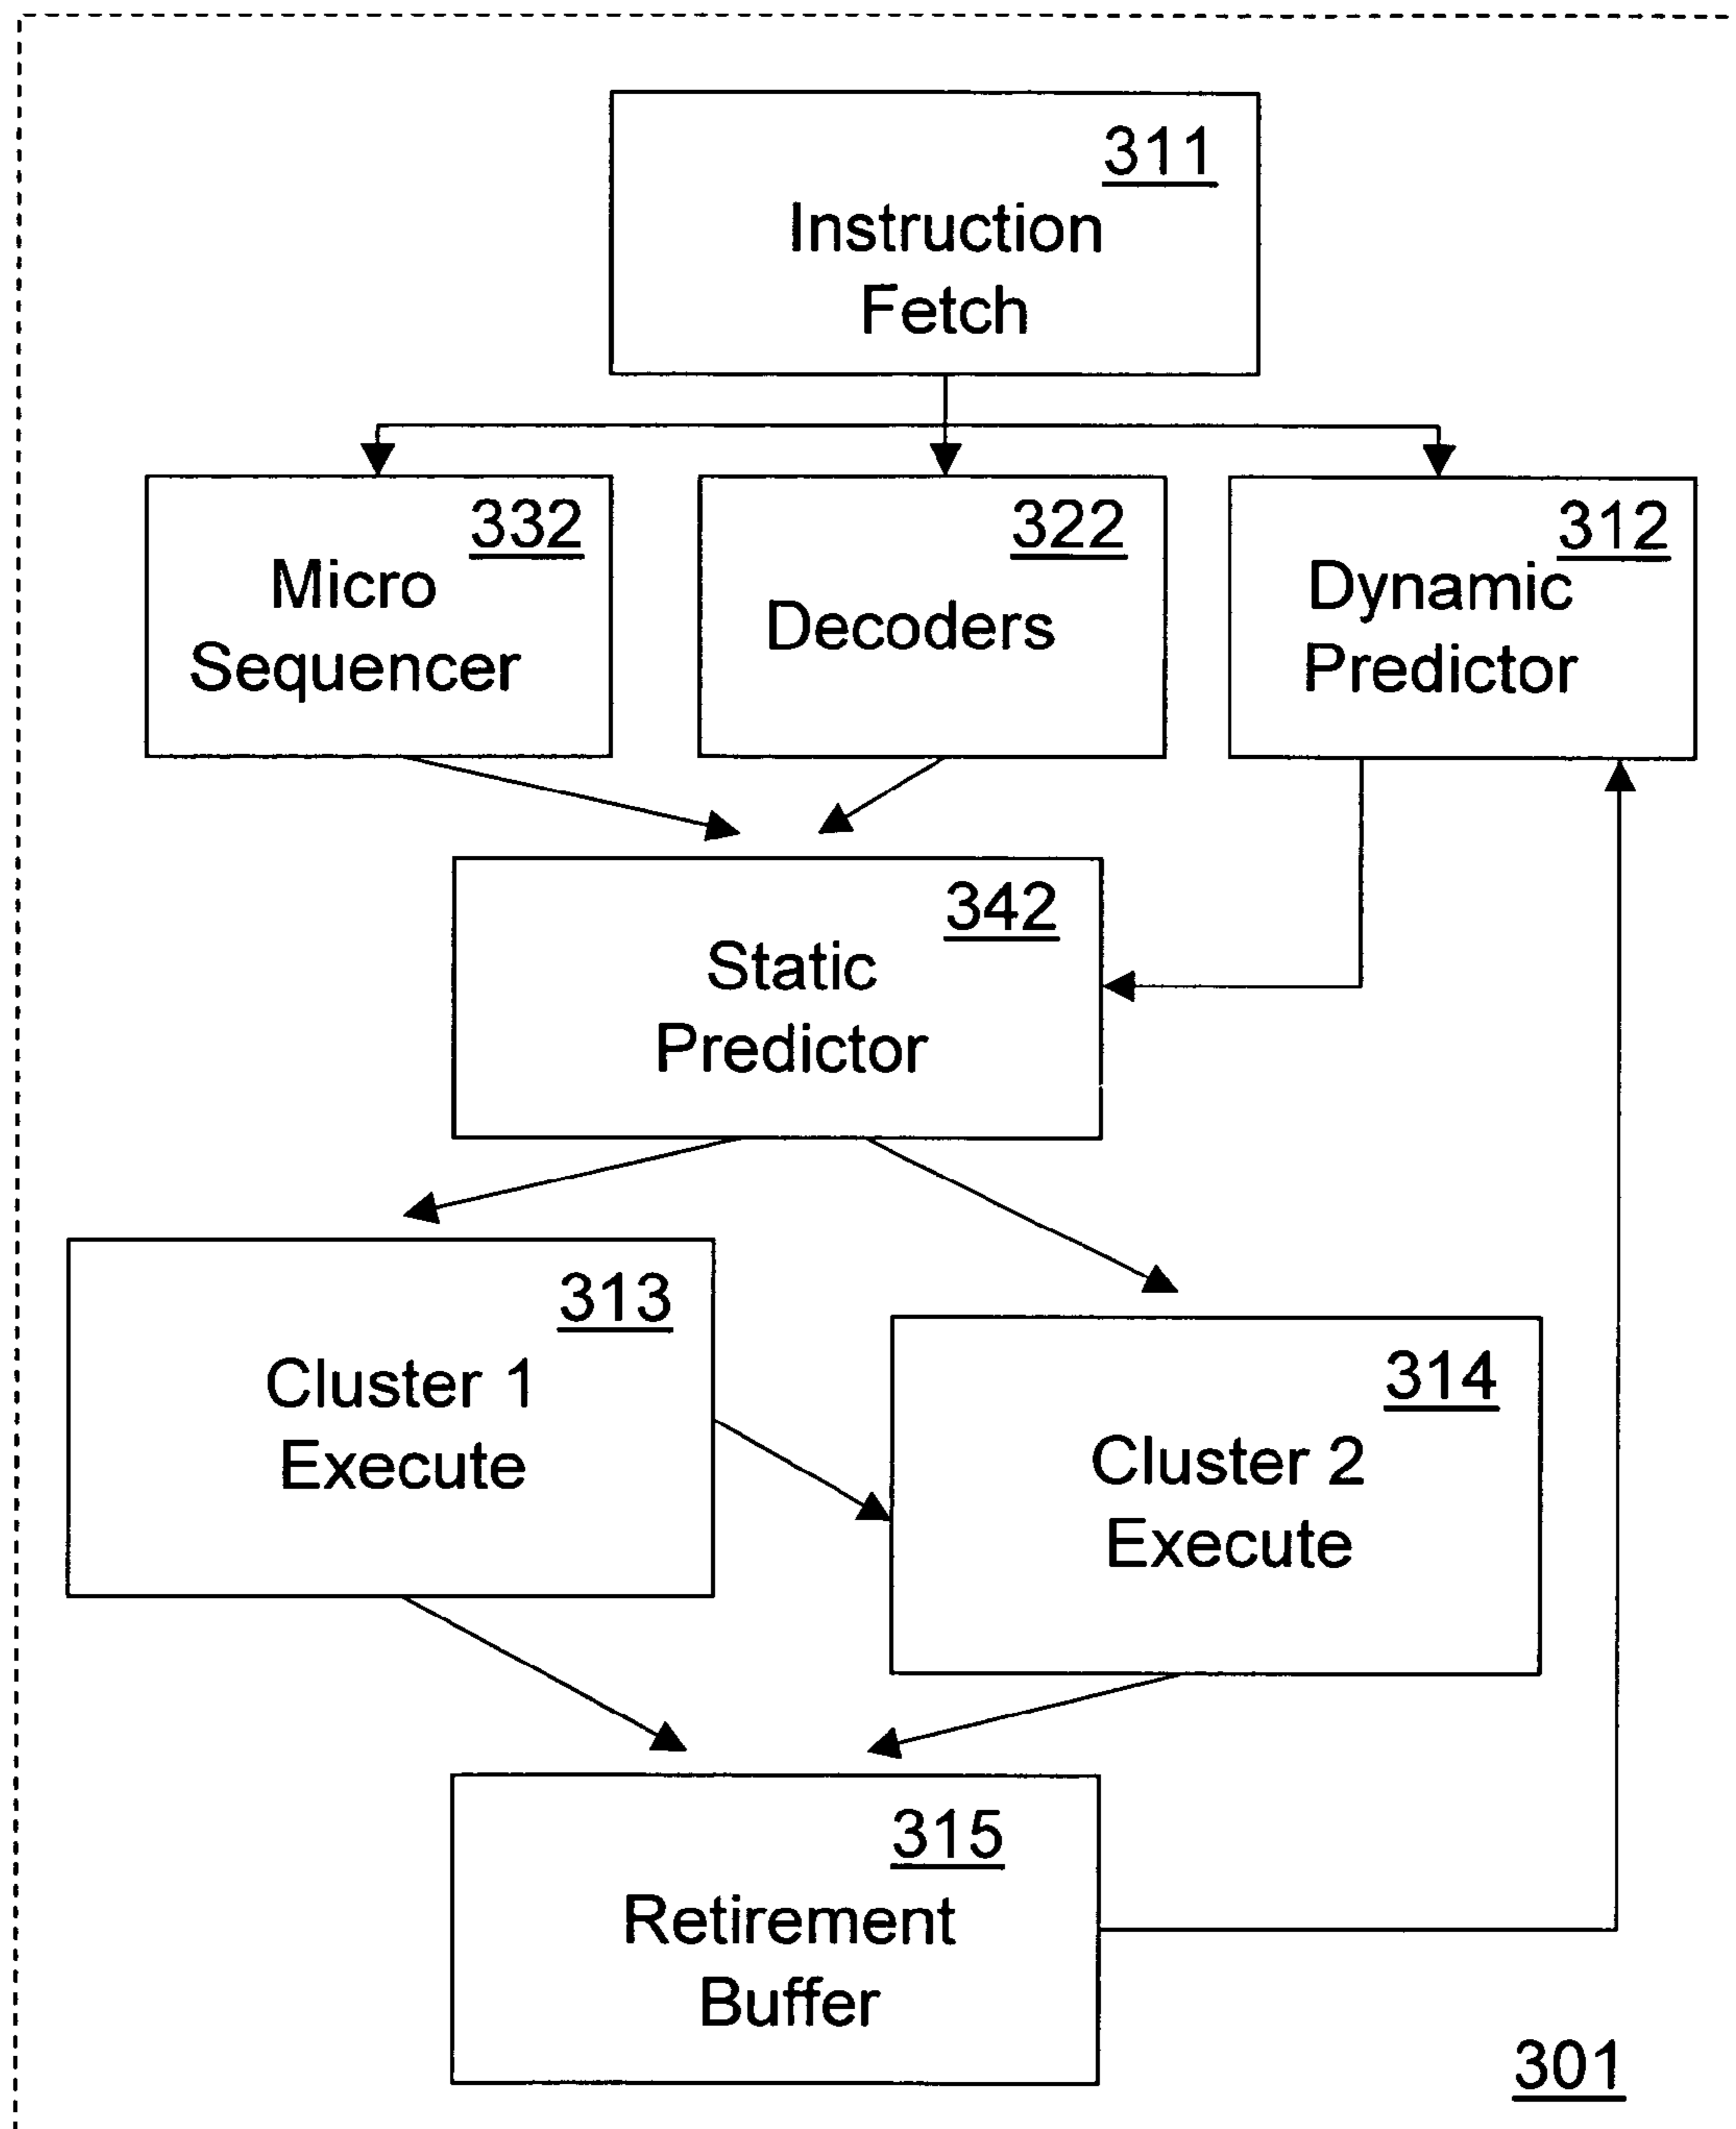 311
Instruction
Fetch
332
Micro
Sequencer
322
Decoders
312
Dynamic
Predictor
342
Static
Predictor
313
Cluster 1
Execute
314
Cluster 2
Execute
315
Retirement
Buffer
301